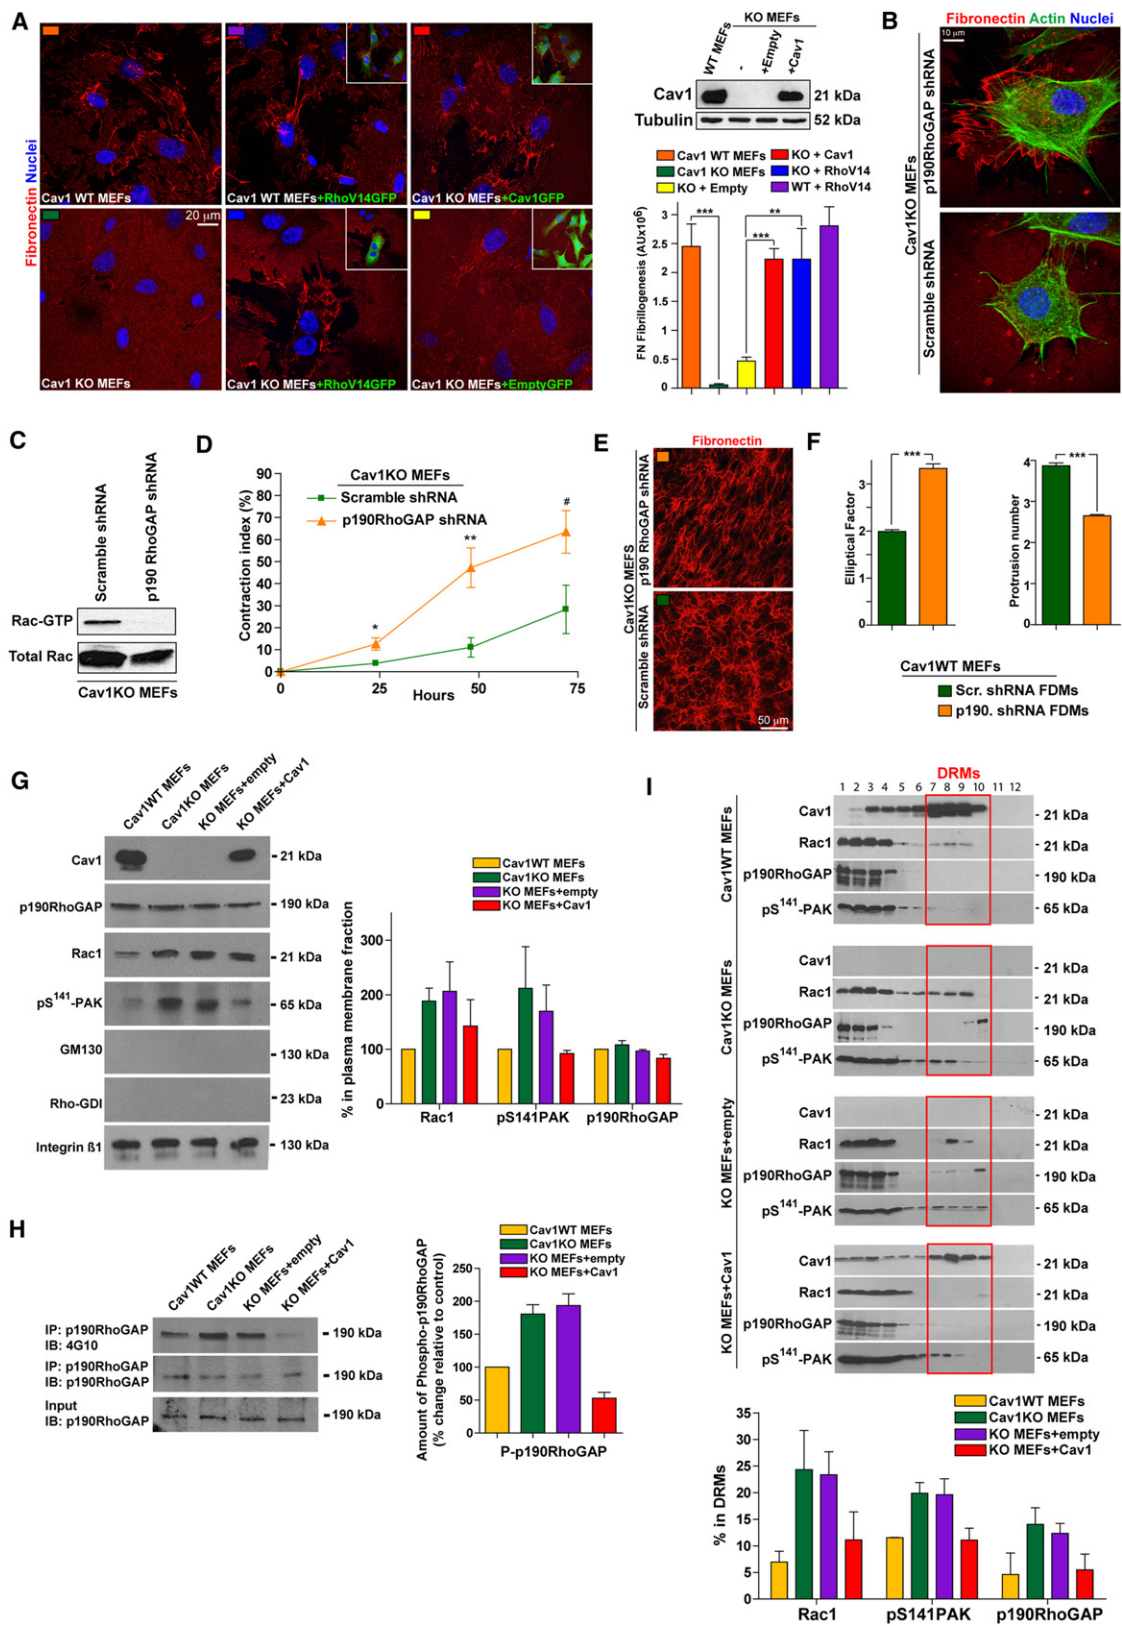 A
Fibronectin Nuclei
Cav1 WT MEFs
Cav1 WT MEFs+RhoV14GFP
Cav1 KO MEFs+Cav1GFP
20 μm
Cav1 KO MEFs
Cav1 KO MEFs+RhoV14GFP
Cav1 KO MEFs+EmptyGFP
KO MEFs
WT MEFs
-
+Empty
+Cav1
Cav1
21 kDa
Tubulin
52 kDa
Cav1 WT MEFs
KO + Cav1
Cav1 KO MEFs
KO + RhoV14
KO + Empty
WT + RhoV14
FN Fibrillogenesis (AUx10⁶)
3
2.5
2
1.5
1
0.5
0
***
***
**
B
Fibronectin Actin Nuclei
10 μm
Cav1KO MEFs
p190RhoGAP shRNA
Scramble shRNA
C
Scramble shRNA
p190 RhoGAP shRNA
Rac-GTP
Total Rac
Cav1KO MEFs
D
Contraction index (%)
90
80
70
60
50
40
30
20
10
0
Cav1KO MEFs
Scramble shRNA
p190RhoGAP shRNA
*
**
#
0
25
50
75
Hours
E
Fibronectin
Cav1KO MEFS
p190 RhoGAP shRNA
Scramble shRNA
50 μm
F
Elliptical Factor
3
2
1
0
***
Protrusion number
4
3
2
1
0
***
Cav1WT MEFs
Scr. shRNA FDMs
p190. shRNA FDMs
G
Cav1WT MEFs
Cav1KO MEFs
KO MEFs+empty
KO MEFs+Cav1
Cav1
- 21 kDa
p190RhoGAP
- 190 kDa
Rac1
- 21 kDa
pS¹⁴¹-PAK
- 65 kDa
GM130
- 130 kDa
Rho-GDI
- 23 kDa
Integrin ß1
- 130 kDa
Cav1WT MEFs
Cav1KO MEFs
KO MEFs+empty
KO MEFs+Cav1
% in plasma membrane fraction
300
200
100
0
Rac1
pS141PAK
p190RhoGAP
H
Cav1WT MEFs
Cav1KO MEFs
KO MEFs+empty
KO MEFs+Cav1
IP: p190RhoGAP
IB: 4G10
- 190 kDa
IP: p190RhoGAP
IB: p190RhoGAP
- 190 kDa
Input
IB: p190RhoGAP
-190 kDa
Cav1WT MEFs
Cav1KO MEFs
KO MEFs+empty
KO MEFs+Cav1
Amount of Phospho-p190RhoGAP
(% change relative to control)
250
200
150
100
50
0
P-p190RhoGAP
I
DRMs
1 2 3 4 5 6 7 8 9 10 11 12
Cav1WT MEFs
Cav1
- 21 kDa
Rac1
- 21 kDa
p190RhoGAP
- 190 kDa
pS¹⁴¹-PAK
- 65 kDa
Cav1KO MEFs
Cav1
- 21 kDa
Rac1
- 21 kDa
p190RhoGAP
- 190 kDa
pS¹⁴¹-PAK
- 65 kDa
KO MEFs+empty
Cav1
- 21 kDa
Rac1
- 21 kDa
p190RhoGAP
- 190 kDa
pS¹⁴¹-PAK
- 65 kDa
KO MEFs+Cav1
Cav1
- 21 kDa
Rac1
- 21 kDa
p190RhoGAP
- 190 kDa
pS¹⁴¹-PAK
- 65 kDa
Cav1WT MEFs
Cav1KO MEFs
KO MEFs+empty
KO MEFs+Cav1
% in DRMs
35
30
25
20
15
10
5
0
Rac1
pS141PAK
p190RhoGAP